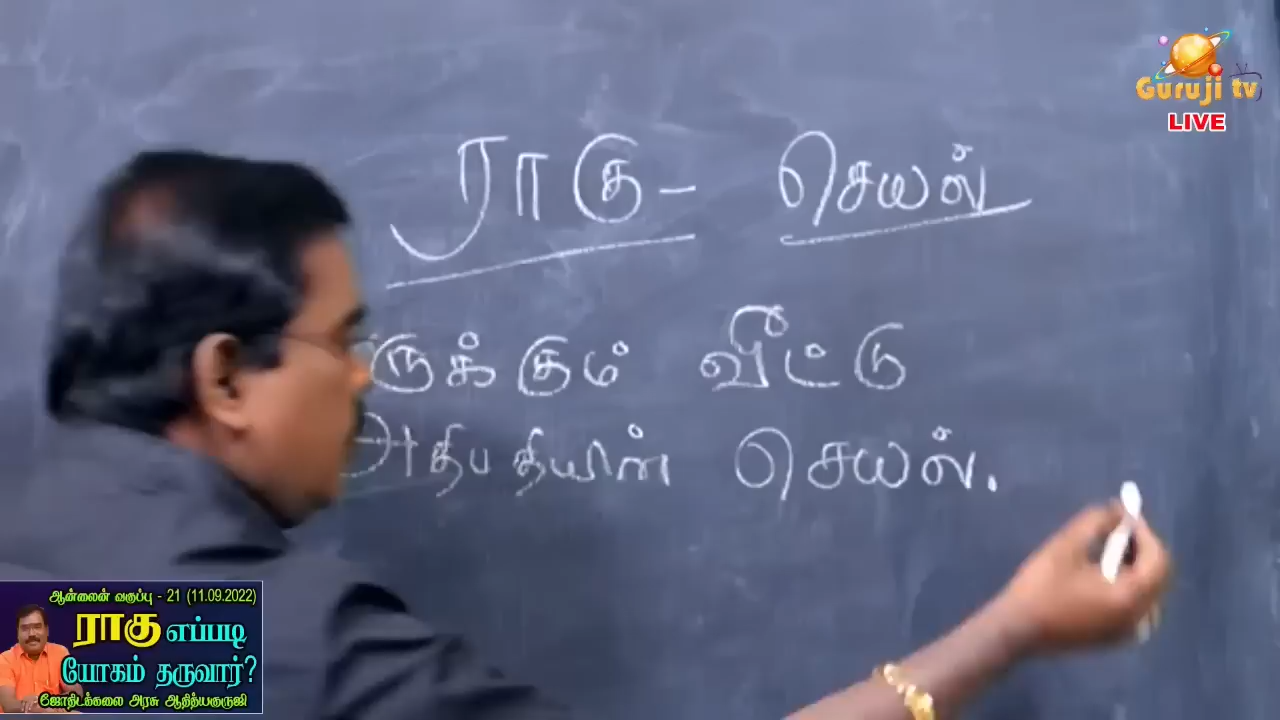 Guruji tv
LIVE
ராகு - செயல்
ருக்கும் வீட்டு
அதிபதியின் செயல்.
ஆன்லைன் வகுப்பு - 21 (11.09.2022)
ராகு எப்படி
யோகம் தருவார்?
ஜோதிடக்கலை அரசு ஆதித்யகுருஜி